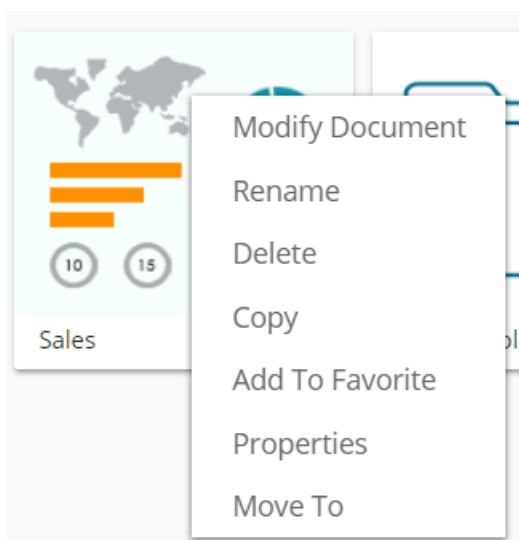 10
15
Sales
Modify Document
Rename
Delete
Copy
Add To Favorite
Properties
Move To